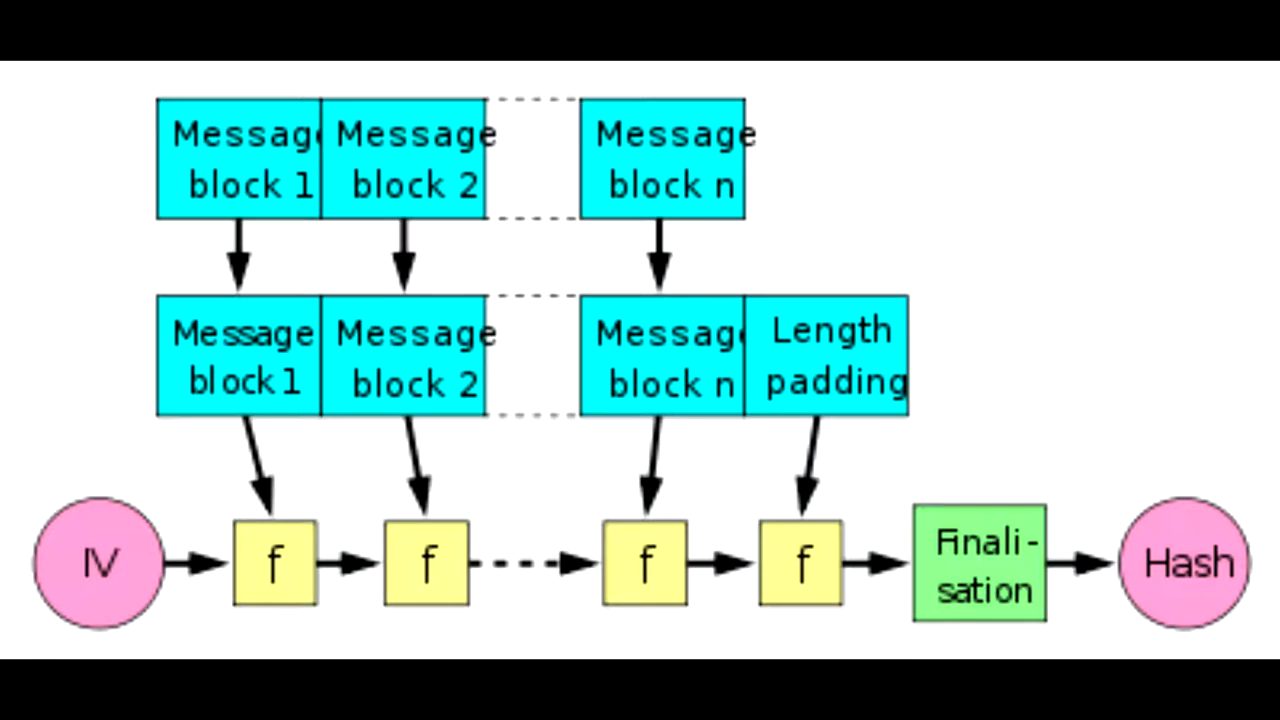 Message Message Message
block 1 block 2 block n
Message Message Message Length
block 1 block 2 block n padding
IV f f f f Finali- Hash
sation